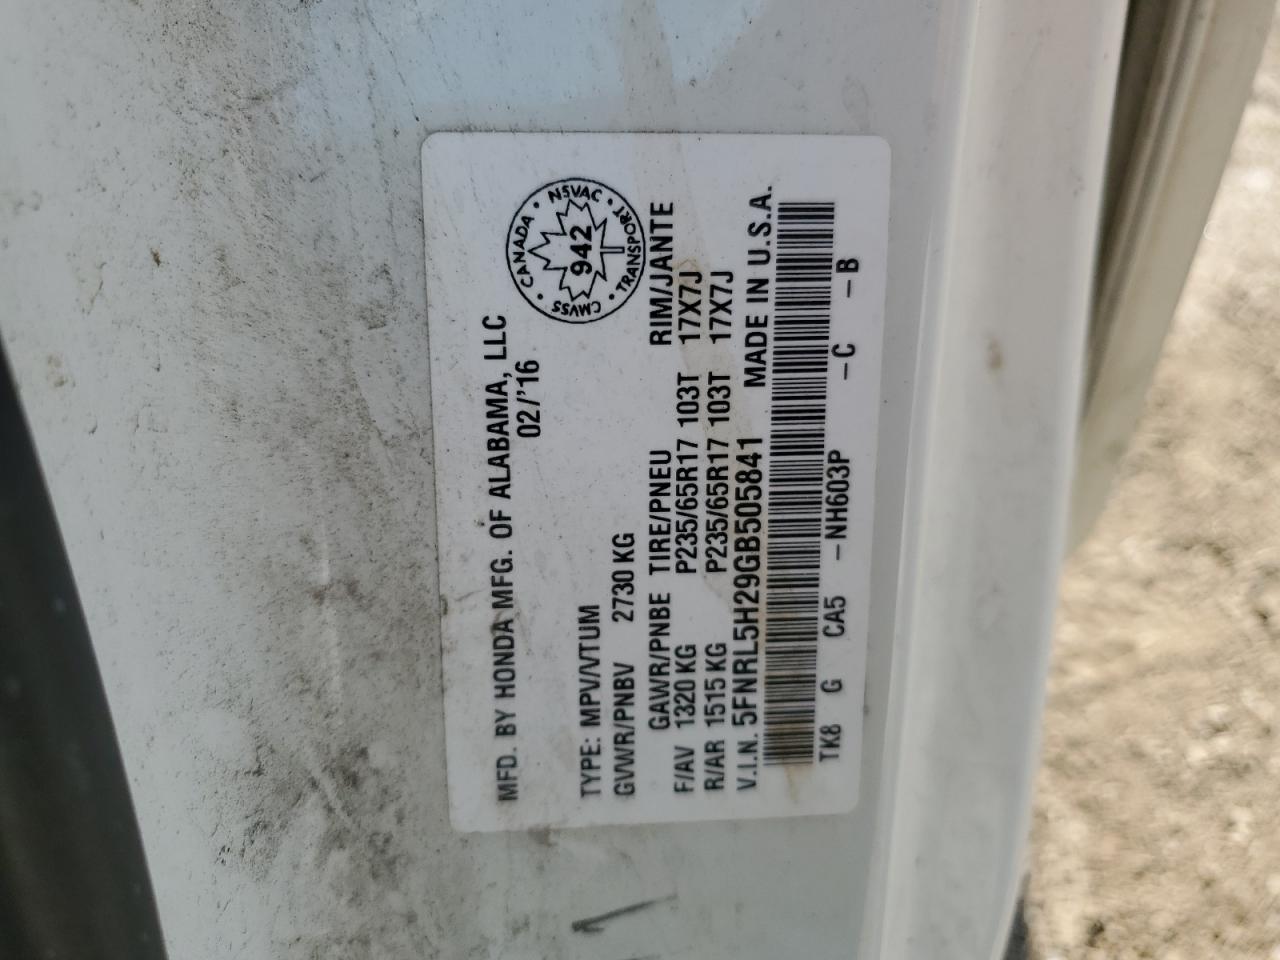 MFD. BY HONDA MFG. OF ALABAMA, LLC
02/'16
CANADA • NSVAC • TRANSPORT • CMVSS •
942
TYPE: MPV/VTUM
GVWR/PNBV 2730 KG
GAWR/PNBE TIRE/PNEU RIM/JANTE
F/AV 1320 KG P235/65R17 103T 17X7J
R/AR 1515 KG P235/65R17 103T 17X7J
V.I.N. 5FNRL5H29GB505841 MADE IN U.S.A.
TK8 G CA5 -NH603P -C -B